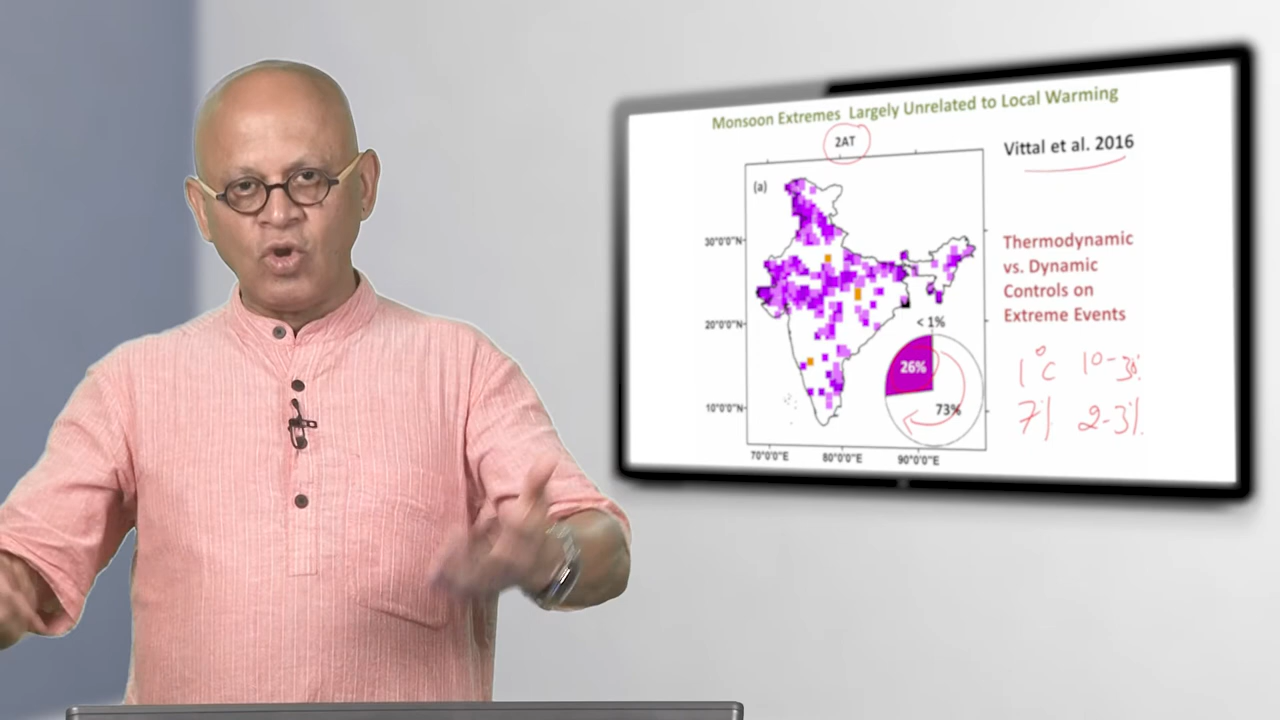 Monsoon Extremes Largely Unrelated to Local Warming
2AT
Vittal et al. 2016
(a)
30°0'0"N
20°0'0"N
10°0'0"N
70°0'0"E
80°0'0"E
90°0'0"E
< 1%
26%
73%
Thermodynamic
vs. Dynamic
Controls on
Extreme Events
1°C 10-30%
7% 2-3%